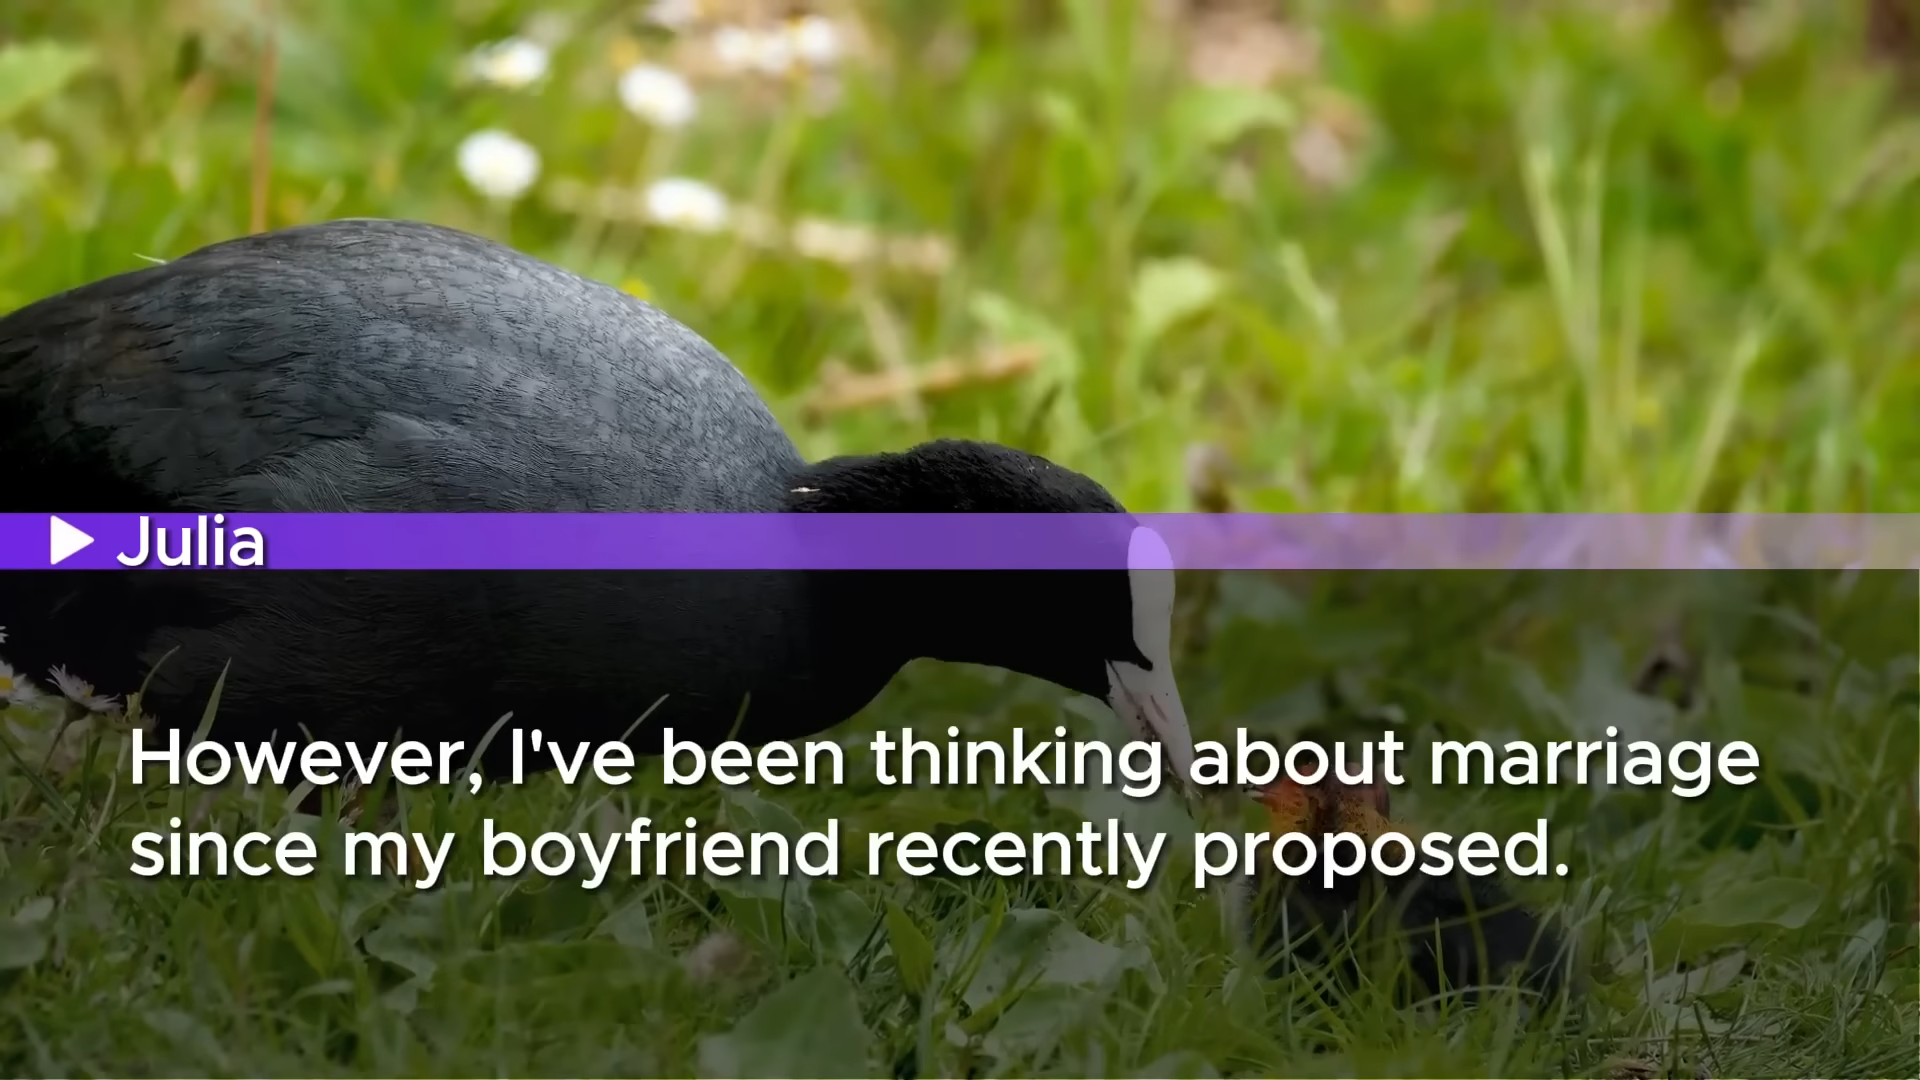 Julia
However, I've been thinking about marriage
since my boyfriend recently proposed.